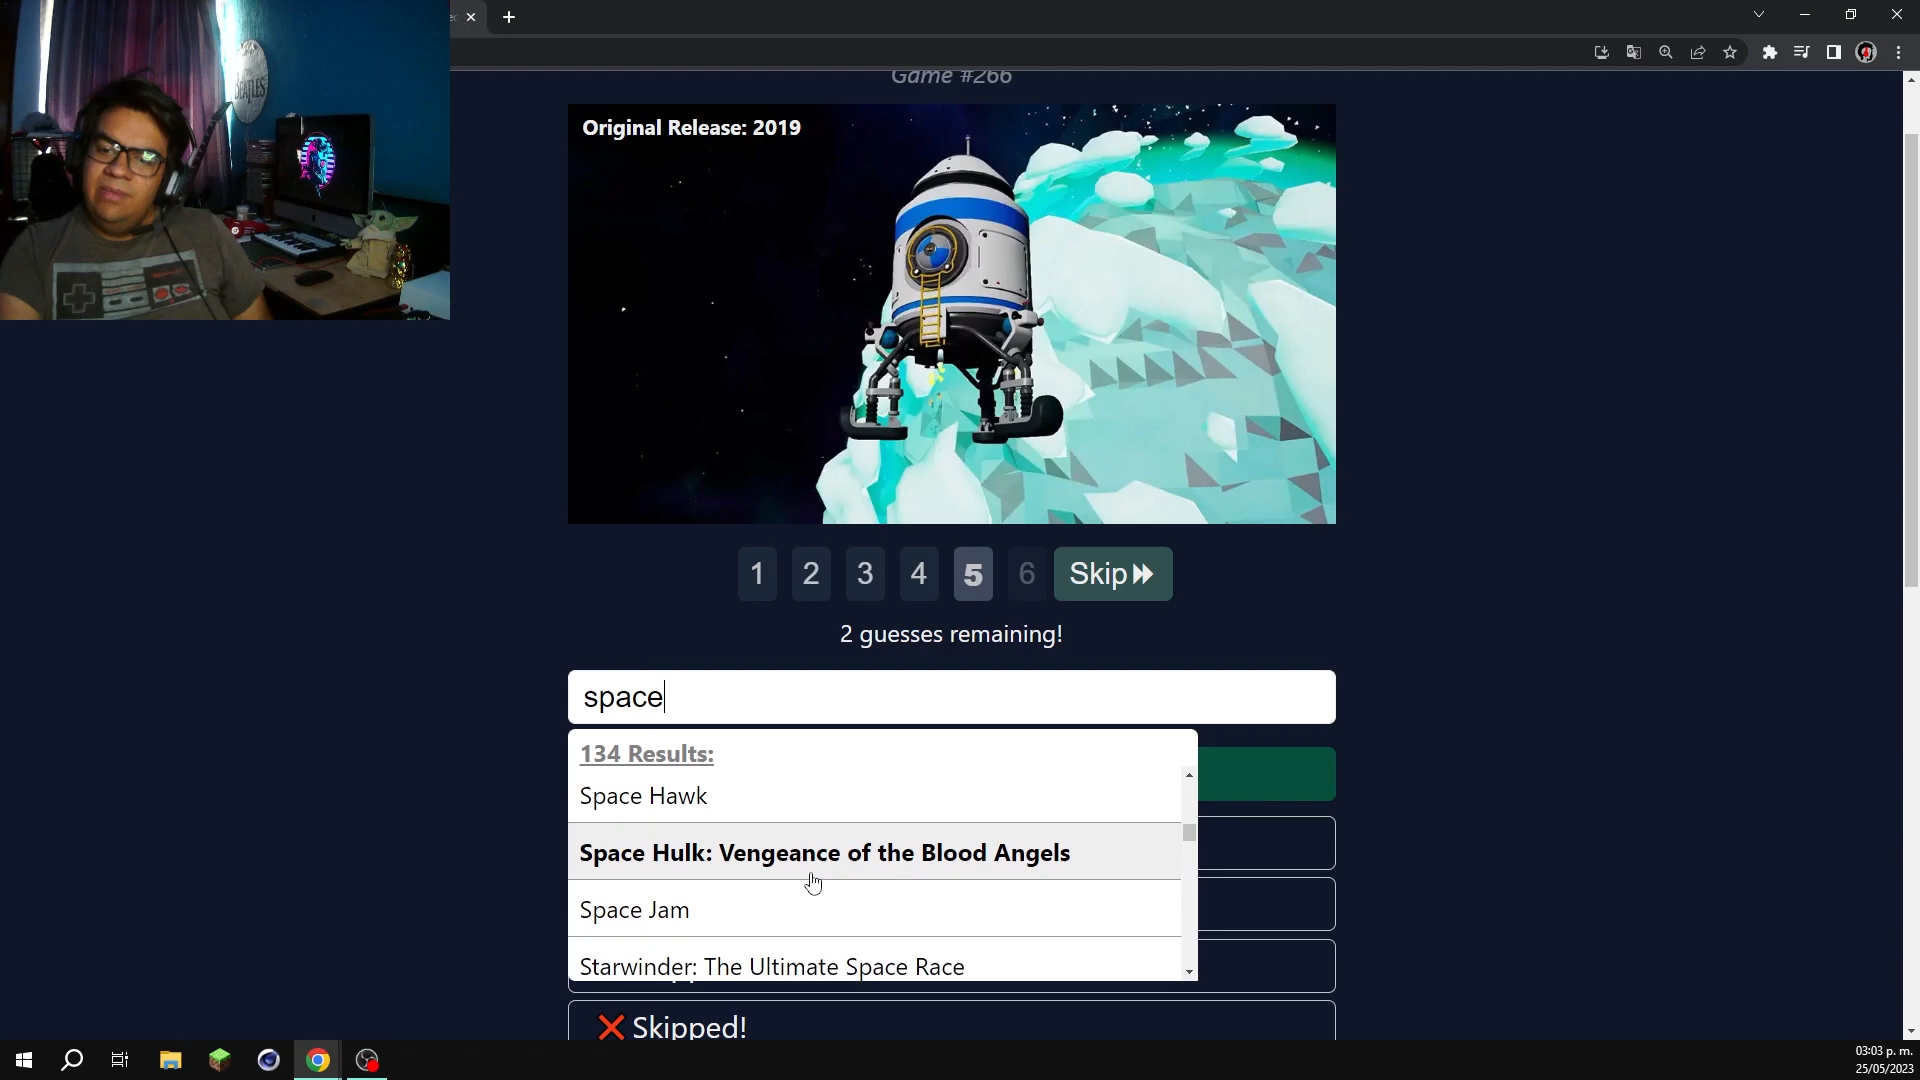 BEATLES
Nintendo
Game #266
Original Release: 2019
1 2 3 4 5 6 Skip
2 guesses remaining!
space
134 Results:
Space Hawk
Space Hulk: Vengeance of the Blood Angels
Space Jam
Starwinder: The Ultimate Space Race
❌ Skipped!
03:03 p. m.
25/05/2023